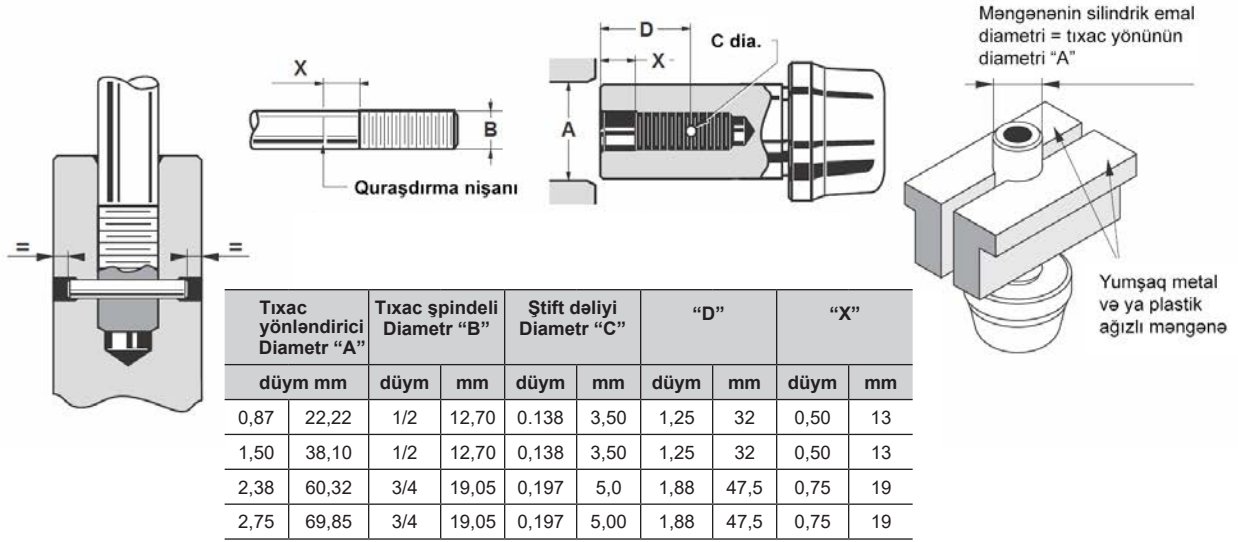 Məngənənin silindrik emal
diametri = tıxac yönünün
diametri “A”
D
X
C dia.
X
A
B
Quraşdırma nişanı
=
=
Yumşaq metal
və ya plastik
ağızlı məngənə
Tıxac yönləndirici Diametr “A” Tıxac şpindeli Diametr “B” Ştift dəliyi Diametr “C” “D” “X”
düym mm düym mm düym mm düym mm düym mm
0,87 22,22 1/2 12,70 0.138 3,50 1,25 32 0,50 13
1,50 38,10 1/2 12,70 0,138 3,50 1,25 32 0,50 13
2,38 60,32 3/4 19,05 0,197 5,0 1,88 47,5 0,75 19
2,75 69,85 3/4 19,05 0,197 5,00 1,88 47,5 0,75 19